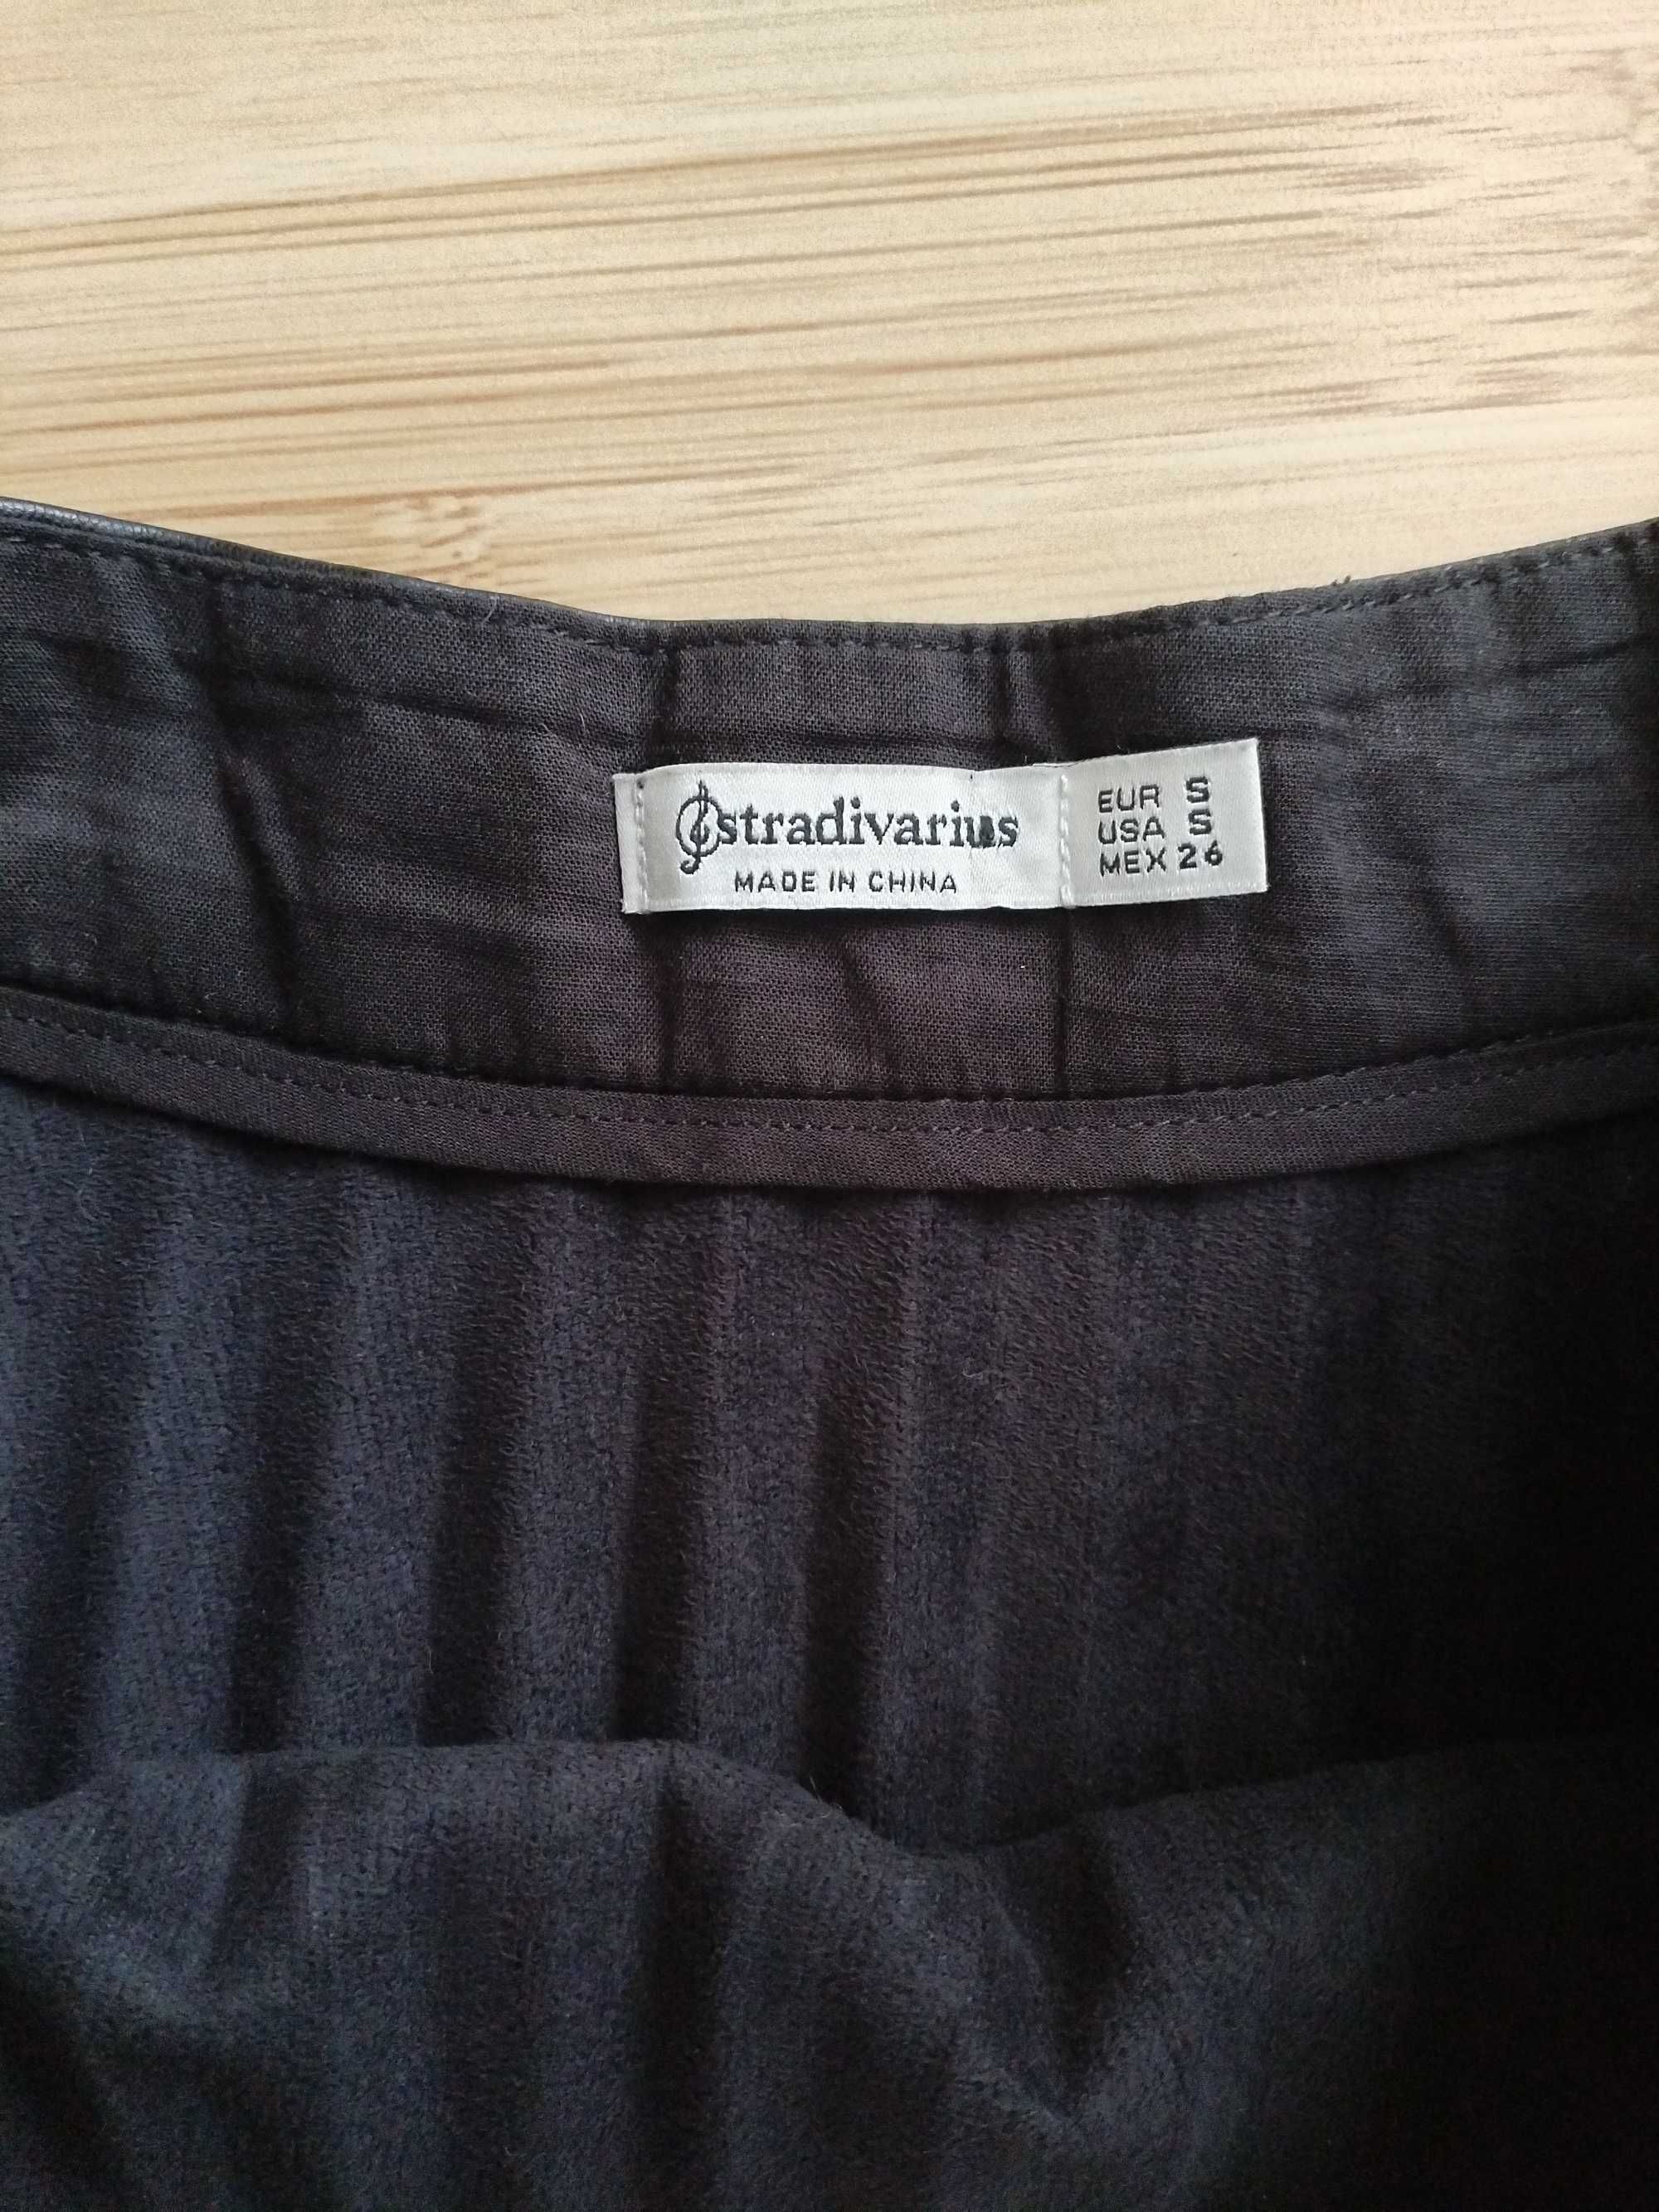 stradivarius
MADE IN CHINA
EUR S
USA S
MEX 26